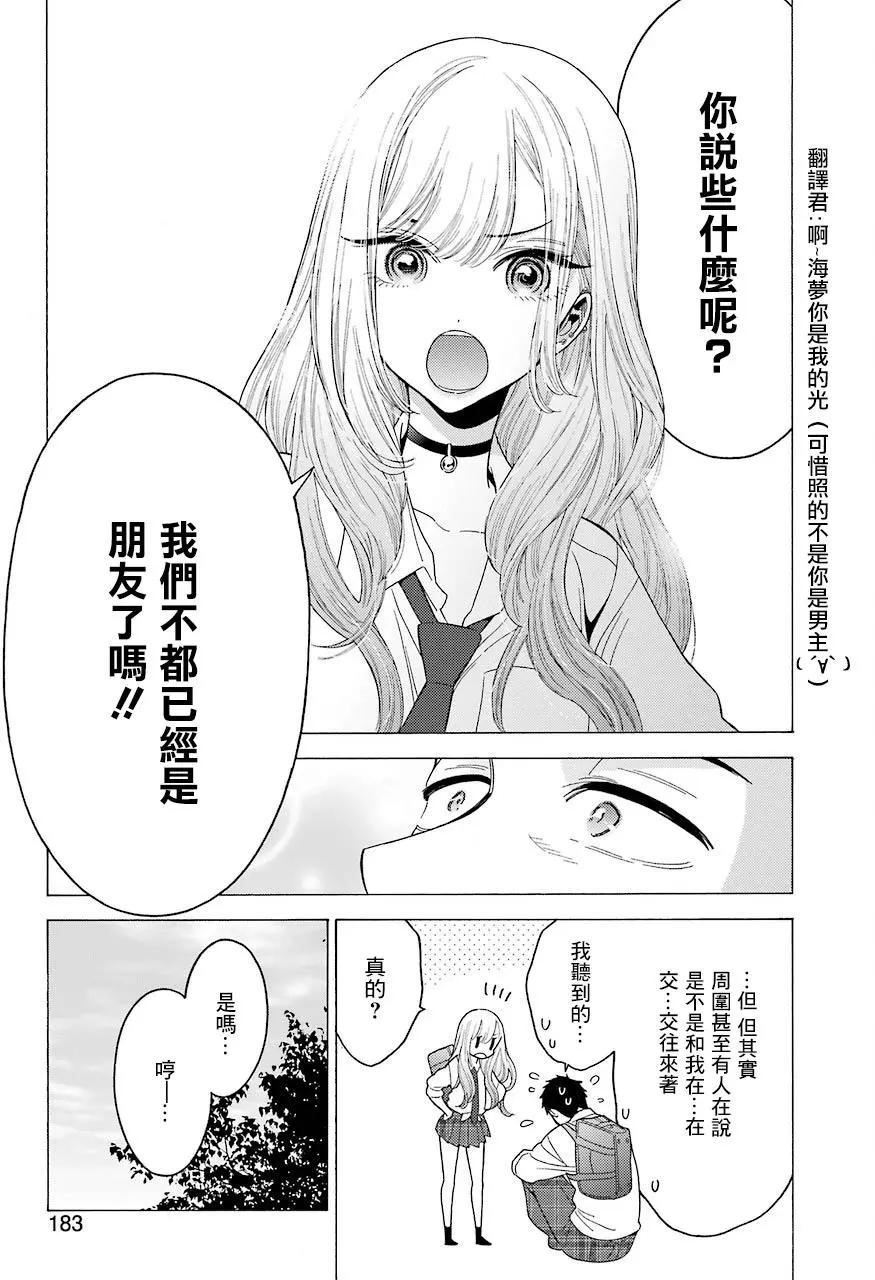 翻譯君：啊~海夢你是我的光（可惜照的不是你是男主(´∀`)）
你說些什麼呢？
我們不都已經是
朋友了嗎!!
…但 但其實
周圍甚至有人在說
是不是和我在…在
交…交往來著
我聽到的…
真的？
是嗎…
哼—…
183